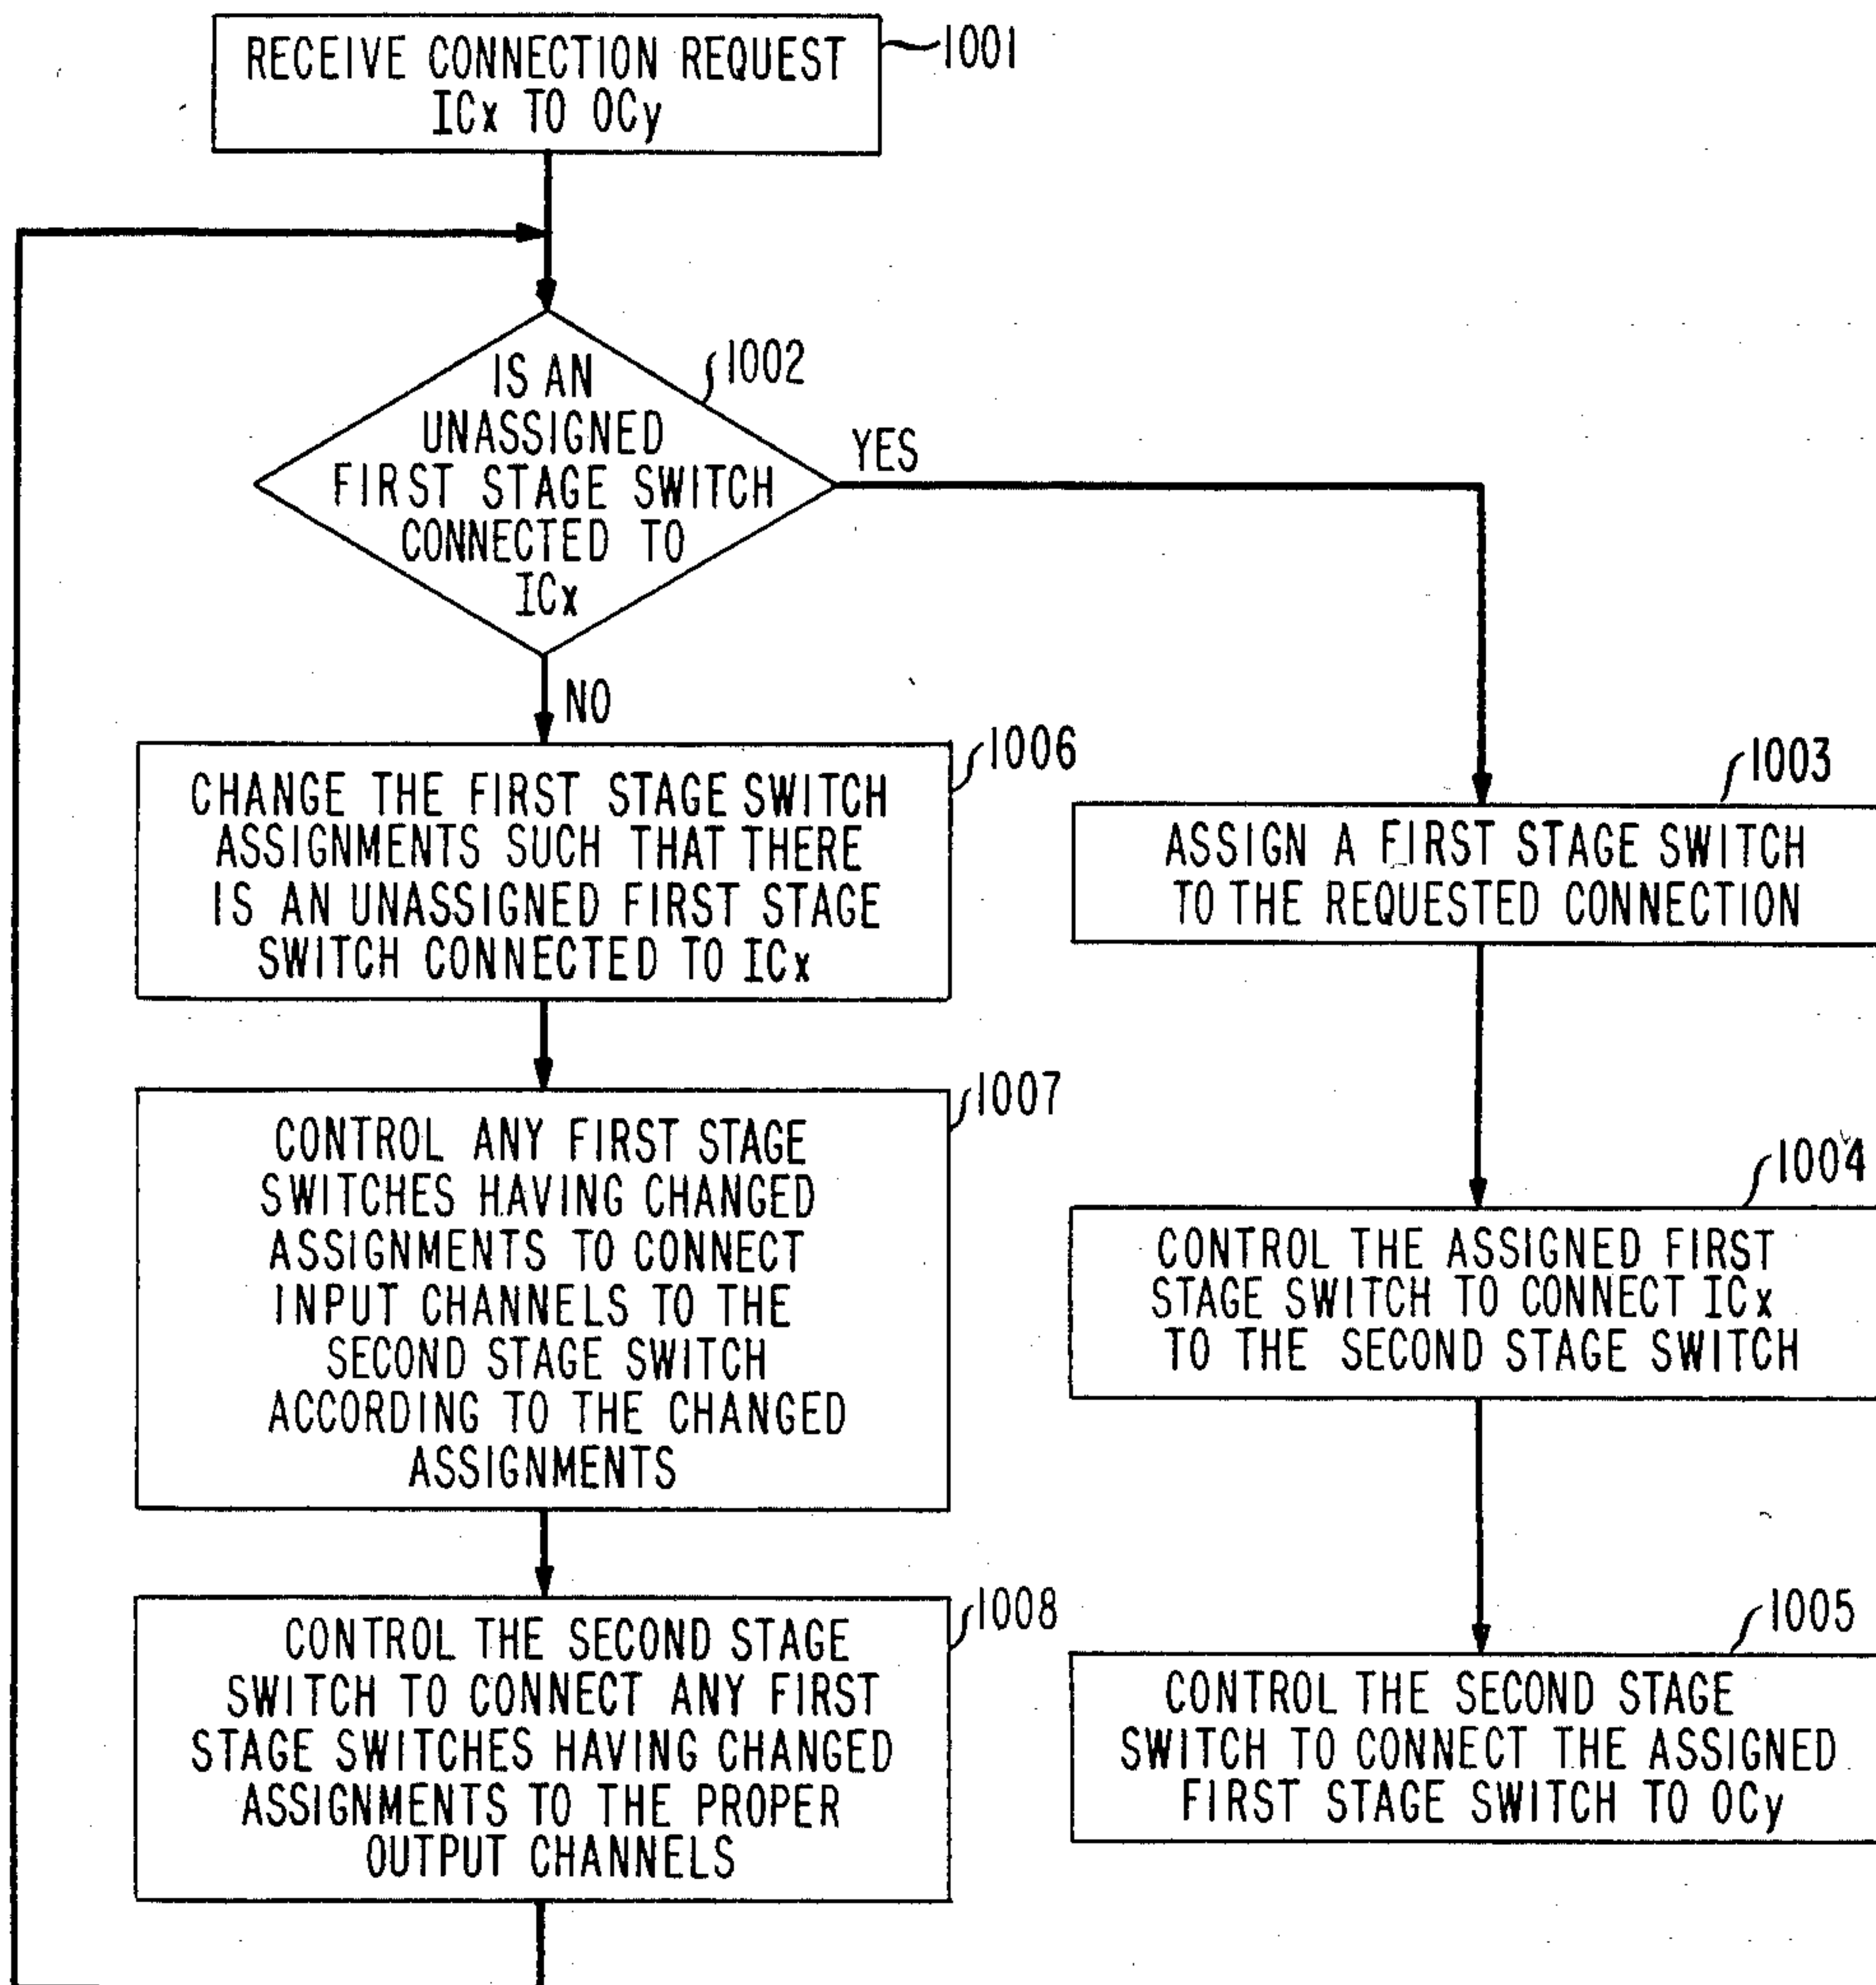 RECEIVE CONNECTION REQUEST
ICx TO OCy
1001
IS AN
UNASSIGNED
FIRST STAGE SWITCH
CONNECTED TO
ICx
1002
YES
NO
CHANGE THE FIRST STAGE SWITCH
ASSIGNMENTS SUCH THAT THERE
IS AN UNASSIGNED FIRST STAGE
SWITCH CONNECTED TO ICx
1006
CONTROL ANY FIRST STAGE
SWITCHES HAVING CHANGED
ASSIGNMENTS TO CONNECT
INPUT CHANNELS TO THE
SECOND STAGE SWITCH
ACCORDING TO THE CHANGED
ASSIGNMENTS
1007
CONTROL THE SECOND STAGE
SWITCH TO CONNECT ANY FIRST
STAGE SWITCHES HAVING CHANGED
ASSIGNMENTS TO THE PROPER
OUTPUT CHANNELS
1008
1003
ASSIGN A FIRST STAGE SWITCH
TO THE REQUESTED CONNECTION
1004
CONTROL THE ASSIGNED FIRST
STAGE SWITCH TO CONNECT ICx
TO THE SECOND STAGE SWITCH
1005
CONTROL THE SECOND STAGE
SWITCH TO CONNECT THE ASSIGNED
FIRST STAGE SWITCH TO OCy